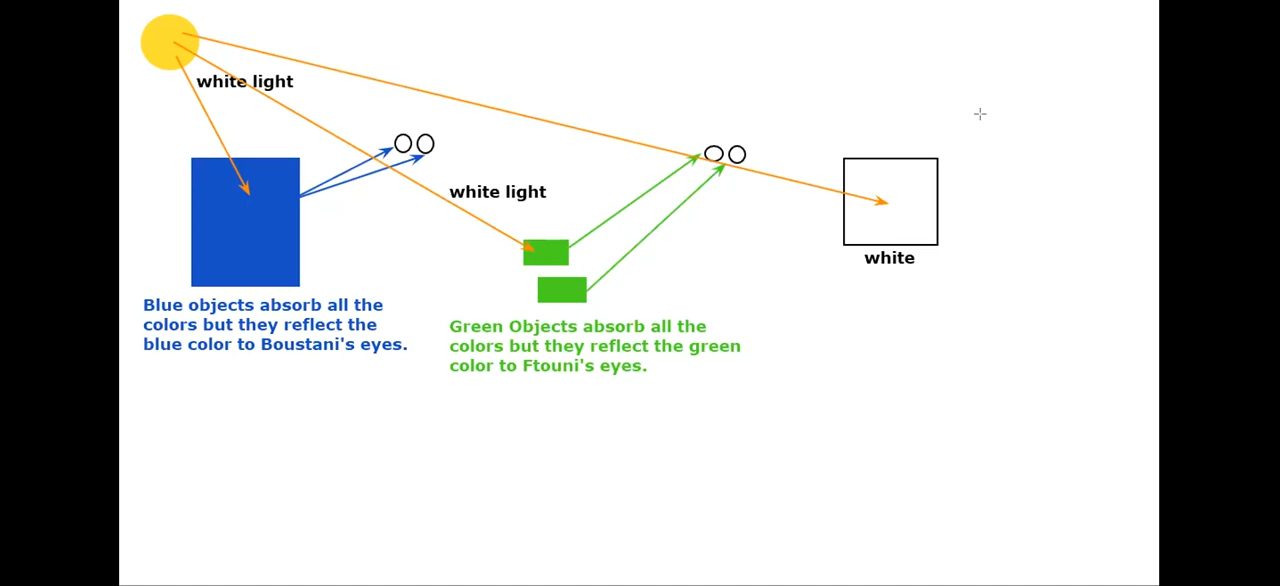 white light
white light
white
Blue objects absorb all the
colors but they reflect the
blue color to Boustani's eyes.
Green Objects absorb all the
colors but they reflect the green
color to Ftouni's eyes.